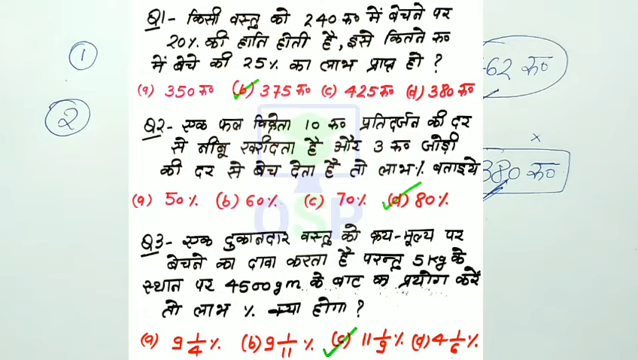 Q1- किसी वस्तु को 240 रु० में बेचने पर
20% की हानि होती है, इसे कितने रु०
में बेचे की 25% का लाभ प्राप्त हो ?
(a) 350 रु० (b) 375 रु० (c) 425 रु० (d) 380 रु०
Q2- एक फल विक्रेता 10 रु० प्रतिदर्जन की दर
से नीबू खरीदता है और 3 रु० जोड़ी
की दर से बेच देता है तो लाभ% बताइये
(a) 50% (b) 60% (c) 70% (d) 80%
Q3- एक दुकानदार वस्तु को क्रय-मूल्य पर
बेचने का दावा करता है परन्तु 5kg के
स्थान पर 4500gm के बाट का प्रयोग करें
तो लाभ % क्या होगा ?
(a) 9 1/4 % (b) 9 1/11 % (c) 11 1/9 % (d) 4 1/6 %
1
2
62 रु०
x
380 रु०
OSP